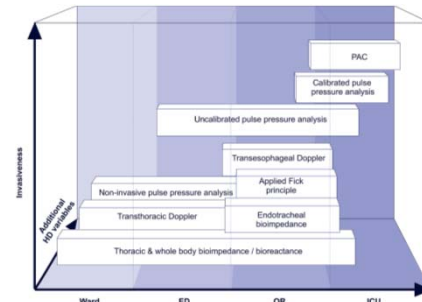 PAC
Calibrated pulse
pressure analysis
Uncalibrated pulse pressure analysis
Transesophageal Doppler
Applied Fick
principle
Non-invasive pulse pressure analysis
Transthoracic Doppler
Endotracheal
bioimpedance
Thoracic & whole body bioimpedance / bioreactance
Invasiveness
Additional
HD variables
Ward
ED
OR
ICU